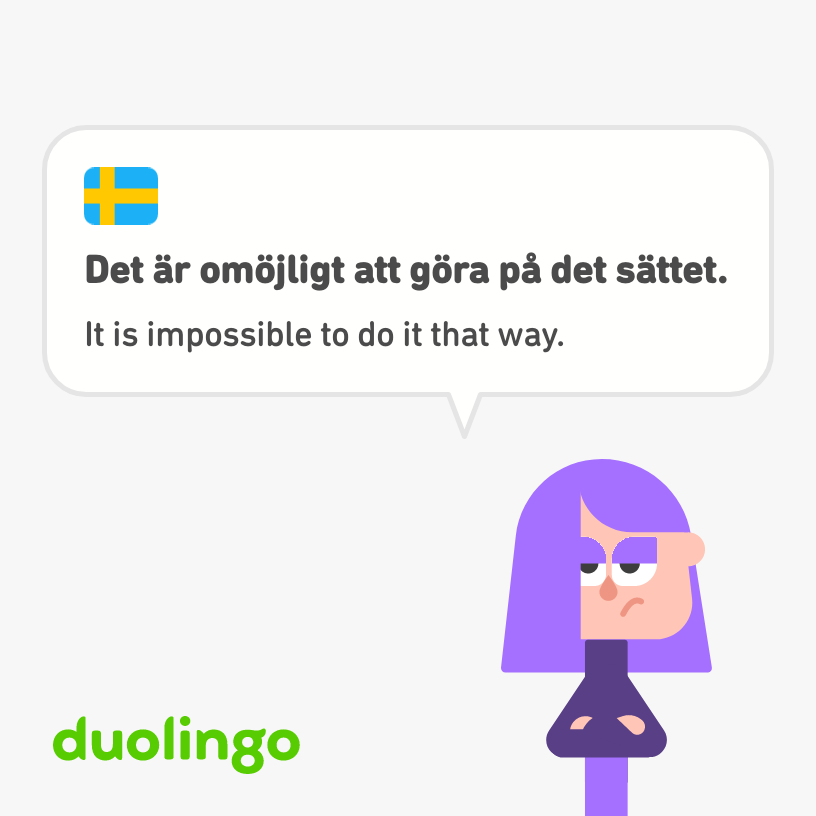 Det är omöjligt att göra på det sättet.
It is impossible to do it that way.
duolingo